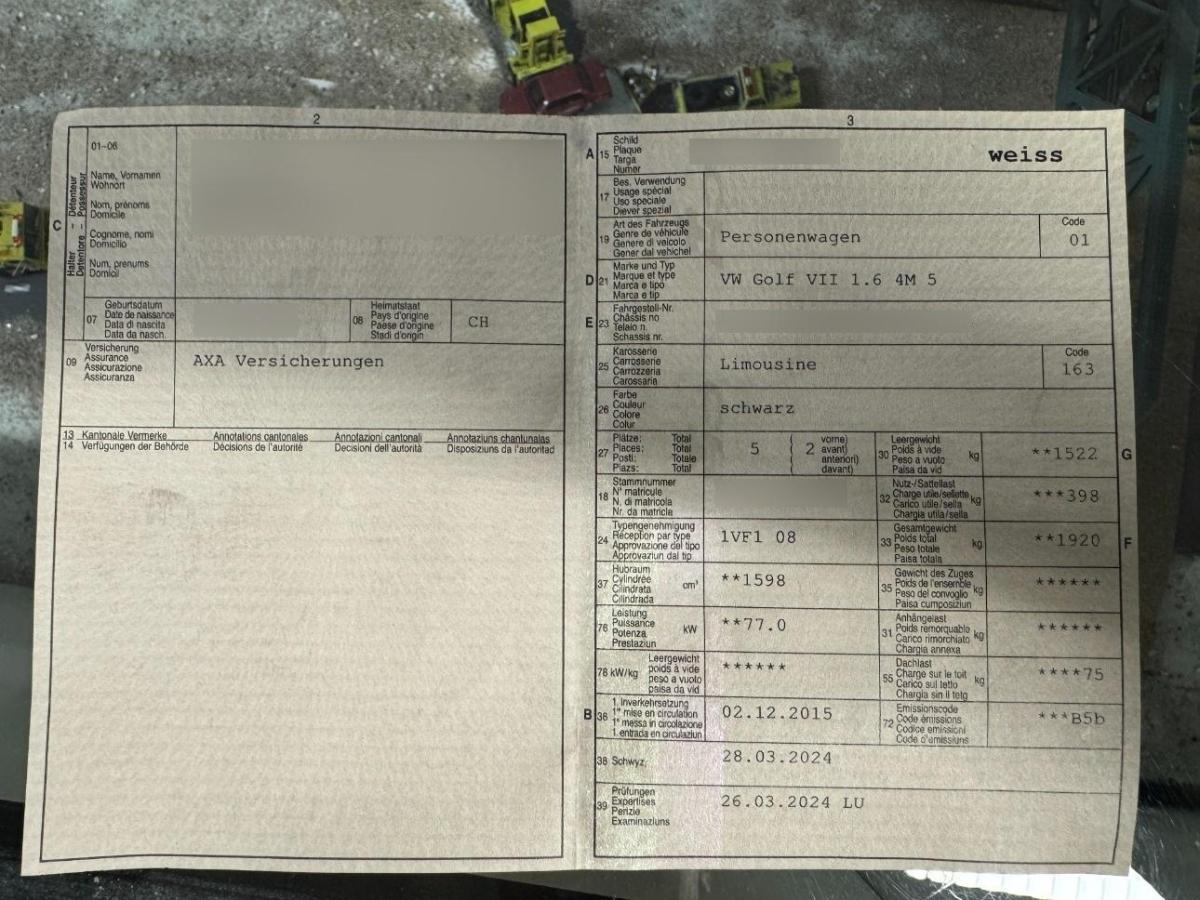 2
01-06
Name, Vornamen
Wohnort
Nom, prénoms
Domicile
Cognome, nomi
Domicilio
Num, prenums
Domicil
C
Halter - Détenteur
Detentore - Possessur
07
Geburtsdatum
Date de naissance
Data di nascita
Data da nasch.
08
Heimatstaat
Pays d'origine
Paese d'origine
Stadi d'origin
CH
09
Versicherung
Assurance
Assicurazione
Assicuranza
AXA Versicherungen
13 Kantonale Vermerke Annotations cantonales Annotazioni cantonali Annotaziuns chantunalas
14 Verfügungen der Behörde Décisions de l'autorité Decisioni dell'autorità Disposiziuns da l'autoritad
3
A 15
Schild
Plaque
Targa
Numer
weiss
17
Bes. Verwendung
Usage spécial
Uso speciale
Diever spezial
19
Art des Fahrzeugs
Genre de véhicule
Genere di veicolo
Gener dal vehichel
Personenwagen
Code
01
D 21
Marke und Typ
Marque et type
Marca e tipo
Marca e tip
VW Golf VII 1.6 4M 5
E 23
Fahrgestell-Nr.
Châssis no
Telaio n.
Schassis nr.
25
Karosserie
Carrosserie
Carrozzeria
Carossaria
Limousine
Code
163
26
Farbe
Couleur
Colore
Colur
schwarz
27
Plätze: Total
Places: Total
Posti: Totale
Plazs: Total
5 ( 2
vorne)
avant)
anteriori)
davant)
30
Leergewicht
Poids à vide
Peso a vuoto
Paisa da vid
kg
**1522
G
18
Stammnummer
N° matricule
N. di matricola
Nr. da matricla
32
Nutz-/Sattellast
Charge utile/sellette
Carico utile/sella
Chargia utila/sella
kg
***398
24
Typengenehmigung
Réception par type
Approvazione del tipo
Approvaziun dal tip
1VF1 08
33
Gesamtgewicht
Poids total
Peso totale
Paisa totala
kg
**1920
F
37
Hubraum
Cylindrée
Cilindrata
Cilindrada
cm³
**1598
35
Gewicht des Zuges
Poids de l'ensemble
Peso del convoglio
Paisa cumposiziun
kg
******
76
Leistung
Puissance
Potenza
Prestaziun
kW
**77.0
31
Anhängelast
Poids remorquable
Carico rimorchiato
Chargia annexa
kg
******
78 kW/kg
Leergewicht
poids à vide
peso a vuoto
paisa da vid
******
55
Dachlast
Charge sur le toit
Carico sul tetto
Chargia sin il tetg
kg
****75
B 36
1. Inverkehrsetzung
1re mise en circulation
1a messa in circolazione
1. entrada en circulaziun
02.12.2015
72
Emissionscode
Code émissions
Codice emissioni
Code d'emissiuns
***B5b
38 Schwyz,
28.03.2024
39
Prüfungen
Expertises
Perizie
Examinaziuns
26.03.2024 LU